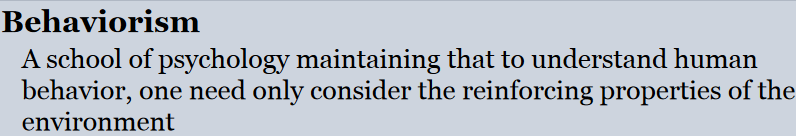 Behaviorism
A school of psychology maintaining that to understand human
behavior, one need only consider the reinforcing properties of the
environment